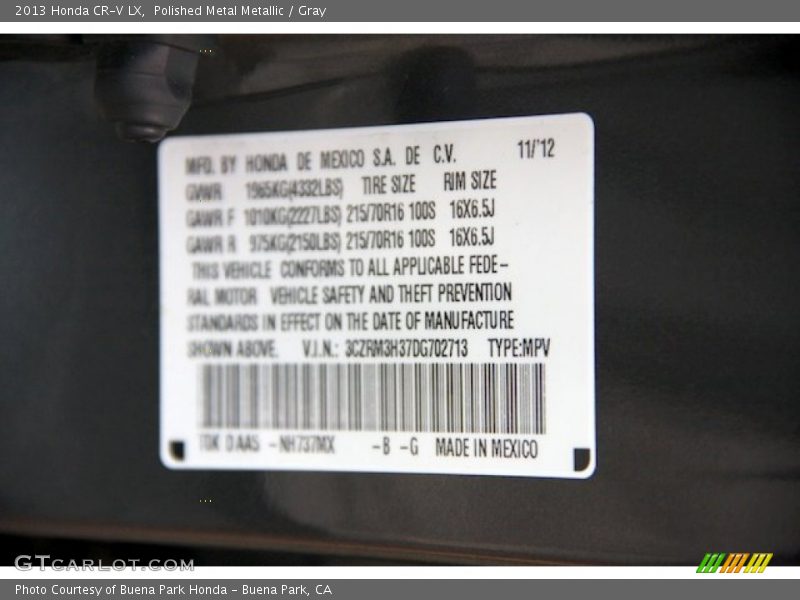 2013 Honda CR-V LX,  Polished Metal Metallic / Gray
MFD. BY HONDA DE MEXICO S.A. DE C.V. 11/'12
GVWR 1965KG(4332LBS) TIRE SIZE RIM SIZE
GAWR F 1010KG(2227LBS) 215/70R16 100S 16X6.5J
GAWR R 975KG(2150LBS) 215/70R16 100S 16X6.5J
THIS VEHICLE CONFORMS TO ALL APPLICABLE FEDE-
RAL MOTOR VEHICLE SAFETY AND THEFT PREVENTION
STANDARDS IN EFFECT ON THE DATE OF MANUFACTURE
SHOWN ABOVE. V.I.N.: 3CZRM3H37DG702713 TYPE:MPV
-NH737MX -B -G MADE IN MEXICO
GTCARLOT.COM
Photo Courtesy of Buena Park Honda - Buena Park, CA